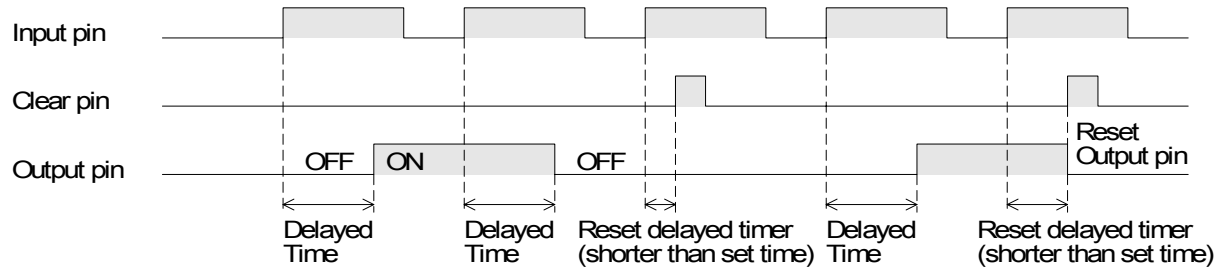 Input pin
Clear pin
Reset
Output pin
Output pin
OFF
ON
OFF
Delayed
Time
Delayed
Time
Reset delayed timer
(shorter than set time)
Delayed
Time
Reset delayed timer
(shorter than set time)